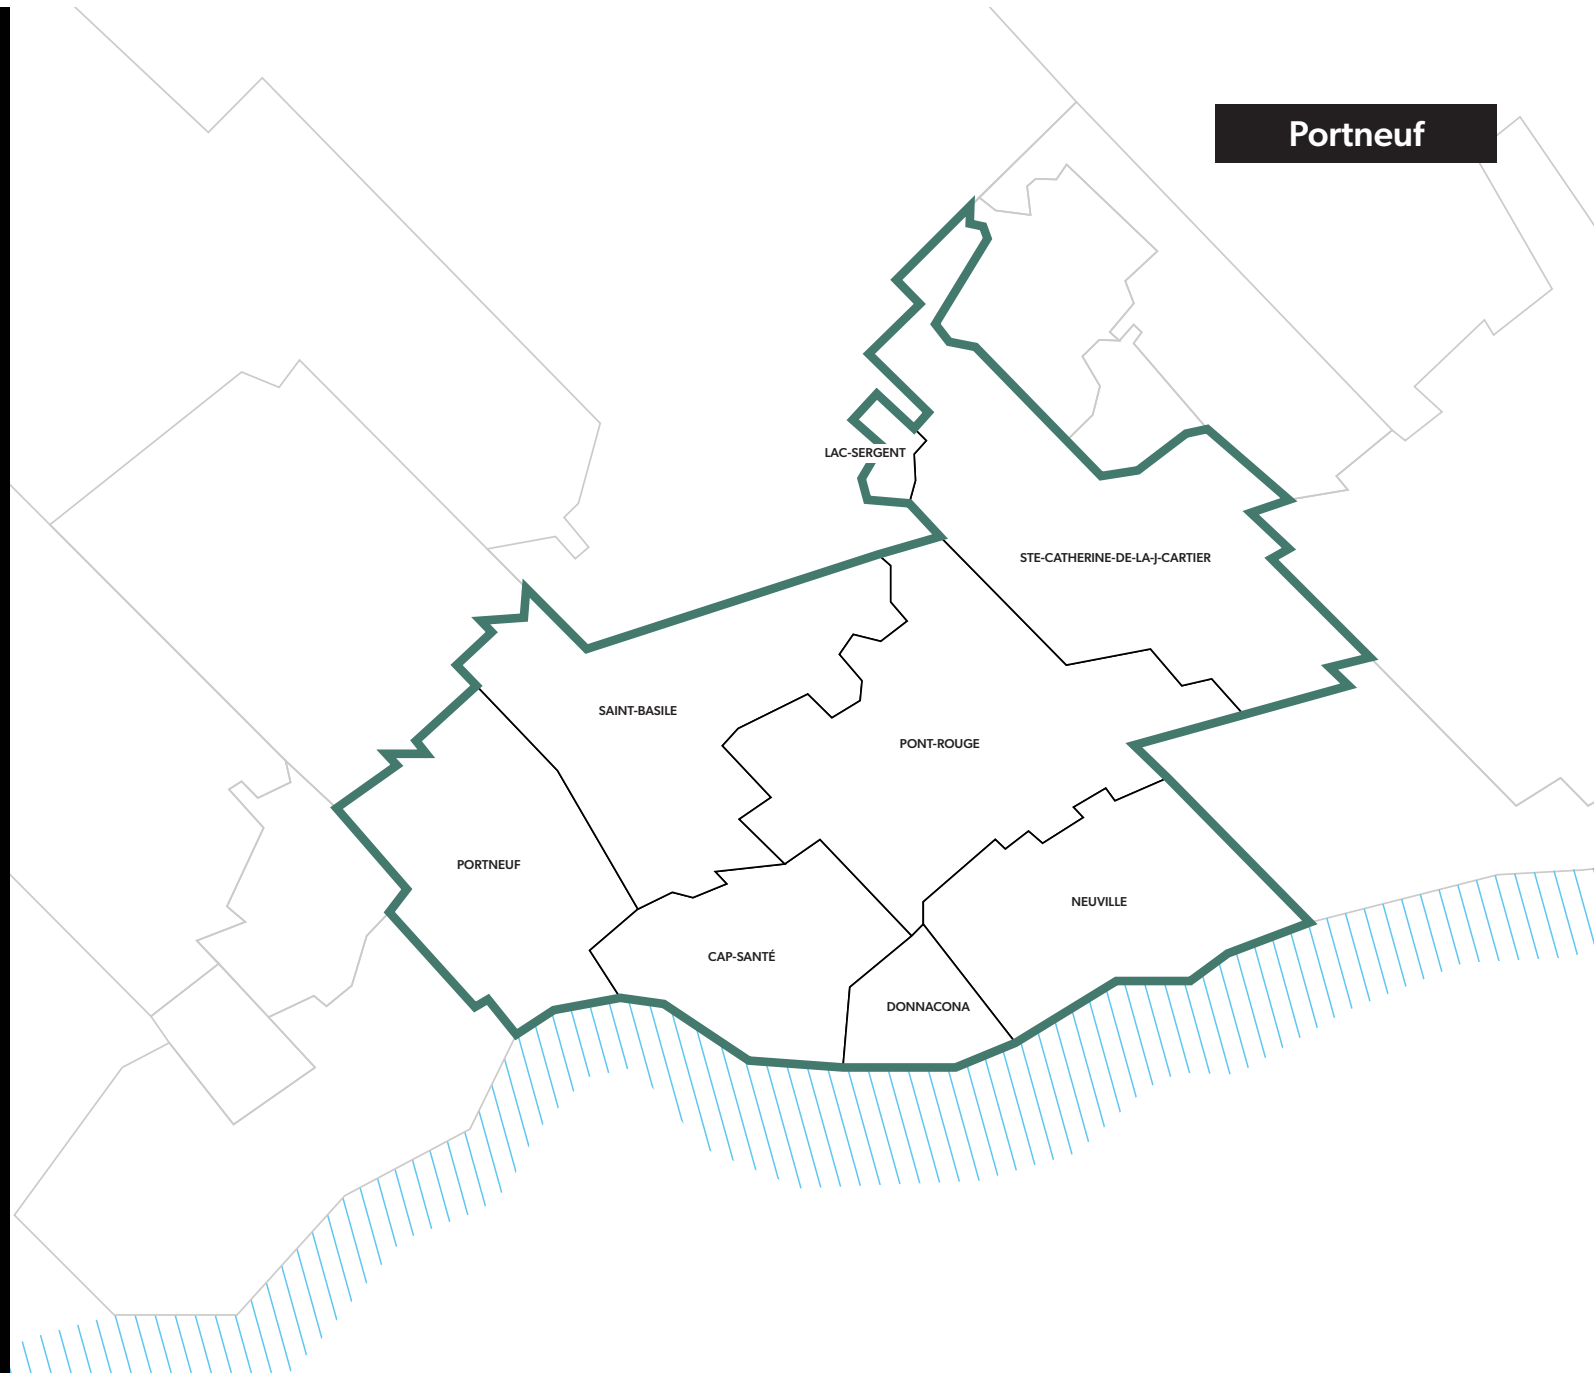 Portneuf
LAC-SERGENT
STE-CATHERINE-DE-LA-J-CARTIER
SAINT-BASILE
PONT-ROUGE
PORTNEUF
NEUVILLE
CAP-SANTÉ
DONNACONA